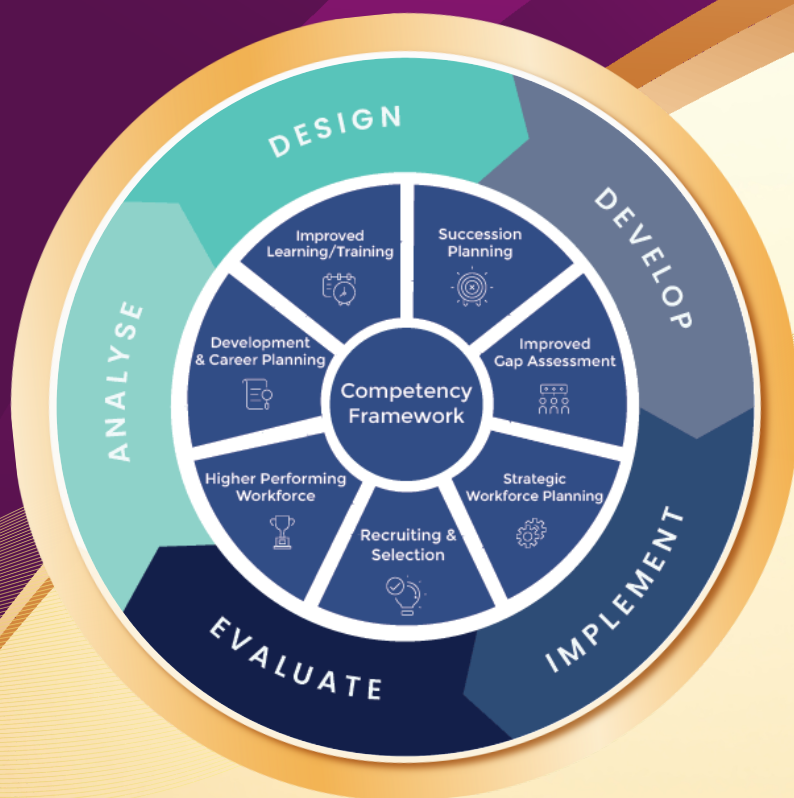 DESIGN
DEVELOP
IMPLEMENT
EVALUATE
ANALYSE
Improved
Learning/Training
Succession
Planning
Improved
Gap Assessment
Strategic
Workforce Planning
Recruiting &
Selection
Higher Performing
Workforce
Development
& Career Planning
Competency
Framework